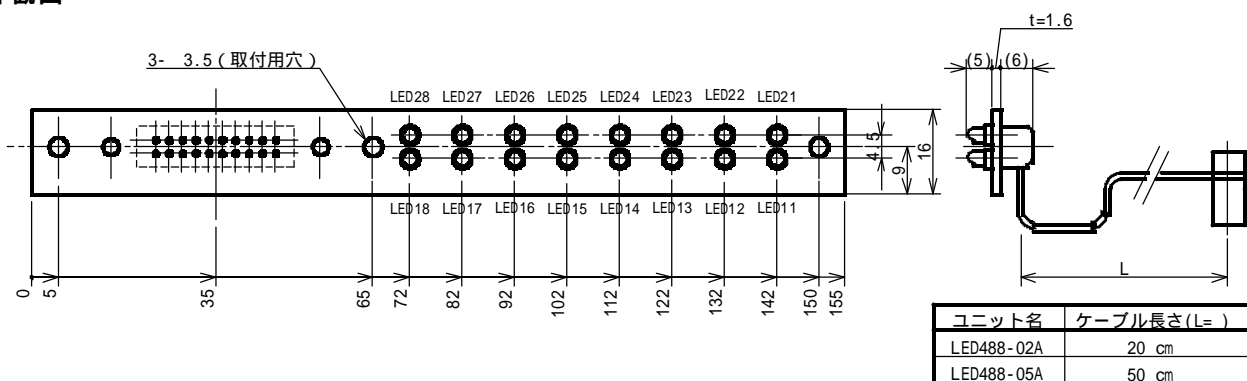 t=1.6
(5)
(6)
3- 3.5 ( 取付用穴 )
LED28 LED27 LED26 LED25 LED24 LED23 LED22 LED21
5
4
9
16
LED18 LED17 LED16 LED15 LED14 LED13 LED12 LED11
L
0 5 35 65 72 82 92 102 112 122 132 142 150 155
ユニット名 ケーブル長さ(L= )
LED488-02A 20 cm
LED488-05A 50 cm